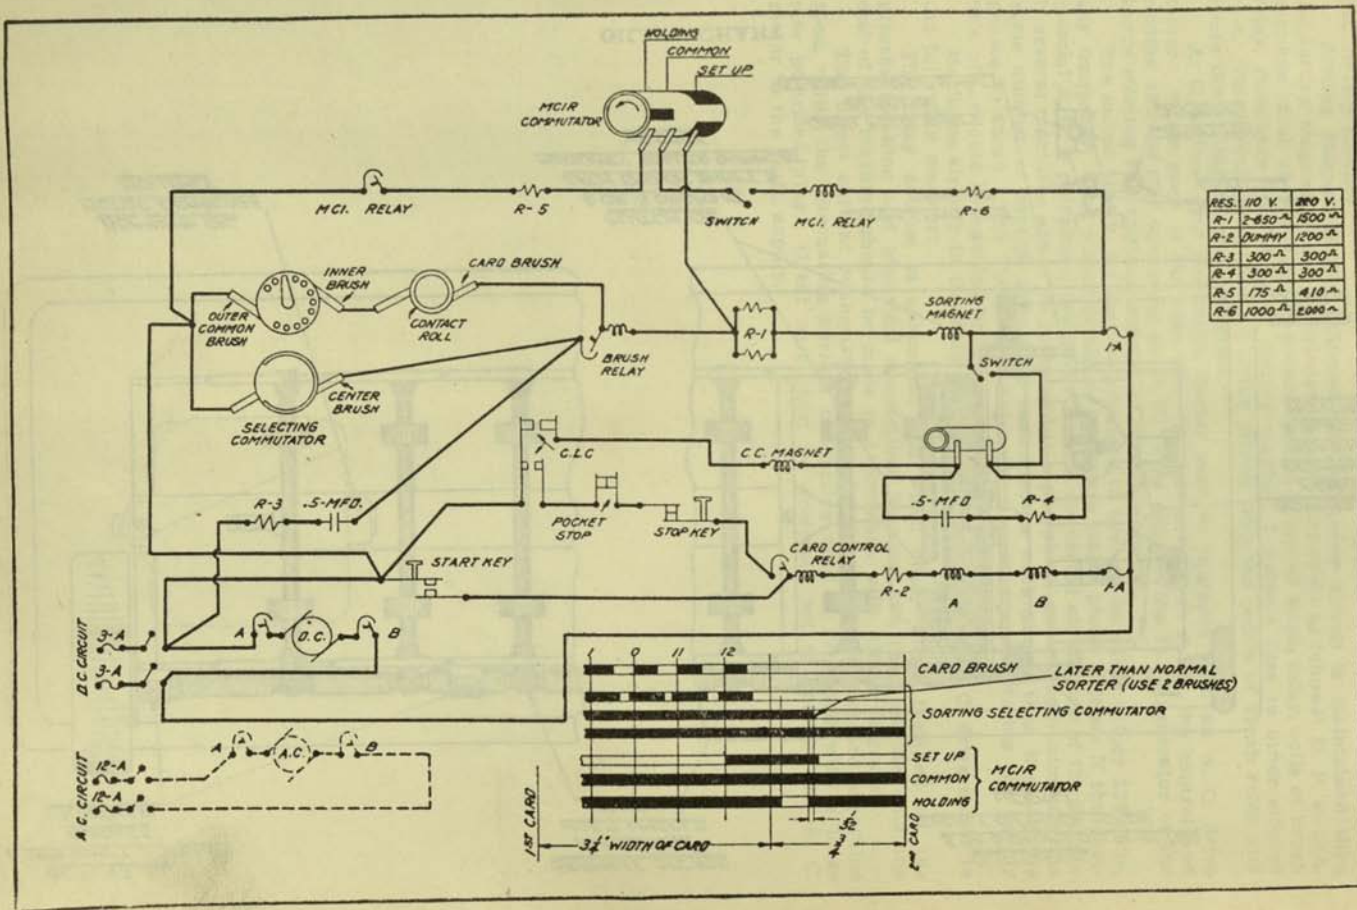 HOLDING
COMMON
SET UP
MCIR
COMMUTATOR
MCI. RELAY
R-5
SWITCH
MCI. RELAY
R-6
RES. 110 V. 220 V.
R-1 2-850 Ω 1500 Ω
R-2 DUMMY 1200 Ω
R-3 300 Ω 300 Ω
R-4 300 Ω 300 Ω
R-5 175 Ω 410 Ω
R-6 1000 Ω 2000 Ω
INNER
BRUSH
CARD BRUSH
OUTER
COMMON
BRUSH
CONTACT
ROLL
R-1
SORTING
MAGNET
1-A
BRUSH
RELAY
SWITCH
CENTER
BRUSH
SELECTING
COMMUTATOR
C.L.C
C.C. MAGNET
R-3
.5-MFD.
POCKET
STOP
STOP KEY
.5-MFD
R-4
START KEY
CARD CONTROL
RELAY
R-2
A
B
1-A
D.C CIRCUIT
3-A
3-A
A
D.C.
B
A.C. CIRCUIT
12-A
12-A
A
A.C.
B
1 0 11 12
CARD BRUSH
LATER THAN NORMAL
SORTER (USE 2 BRUSHES)
SORTING SELECTING COMMUTATOR
SET UP
COMMON
HOLDING
MCIR
COMMUTATOR
1ST CARD
3¼" WIDTH OF CARD
2ND CARD